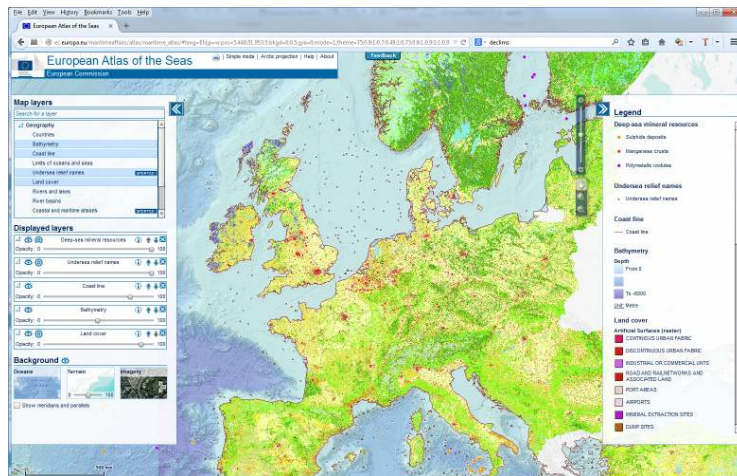 File Edit View History Bookmarks Tools Help
European Atlas of the Seas
declims
European Atlas of the Seas
Simple mode | Arctic projection | Help | About
European Commission
Feedback
Map layers
Search for a layer
Geography
Countries
Bathymetry
Coast line
Limits of oceans and seas
Undersea relief names
Land cover
Rivers and lakes
River basins
Coastal and maritime atlases
Displayed layers
Deep-sea mineral resources
Opacity: 0 100
Undersea relief names
Opacity: 0 100
Coast line
Opacity: 0 100
Bathymetry
Opacity: 0 100
Land cover
Opacity: 0 100
Background
Oceans Terrain Imagery
0 100
Show meridians and parallels
Legend
Deep-sea mineral resources
Sulphide deposits
Manganese crusts
Polymetallic nodules
Undersea relief names
Undersea relief names
Coast line
Coast line
Bathymetry
Depth
From 0
To -6000
Unit: Metre
Land cover
Artificial Surfaces (raster)
CONTINUOUS URBAN FABRIC
DISCONTINUOUS URBAN FABRIC
INDUSTRIAL OR COMMERCIAL UNITS
ROAD AND RAILNETWORKS AND
ASSOCIATED LAND
PORT AREAS
AIRPORTS
MINERAL EXTRACTION SITES
DUMP SITES